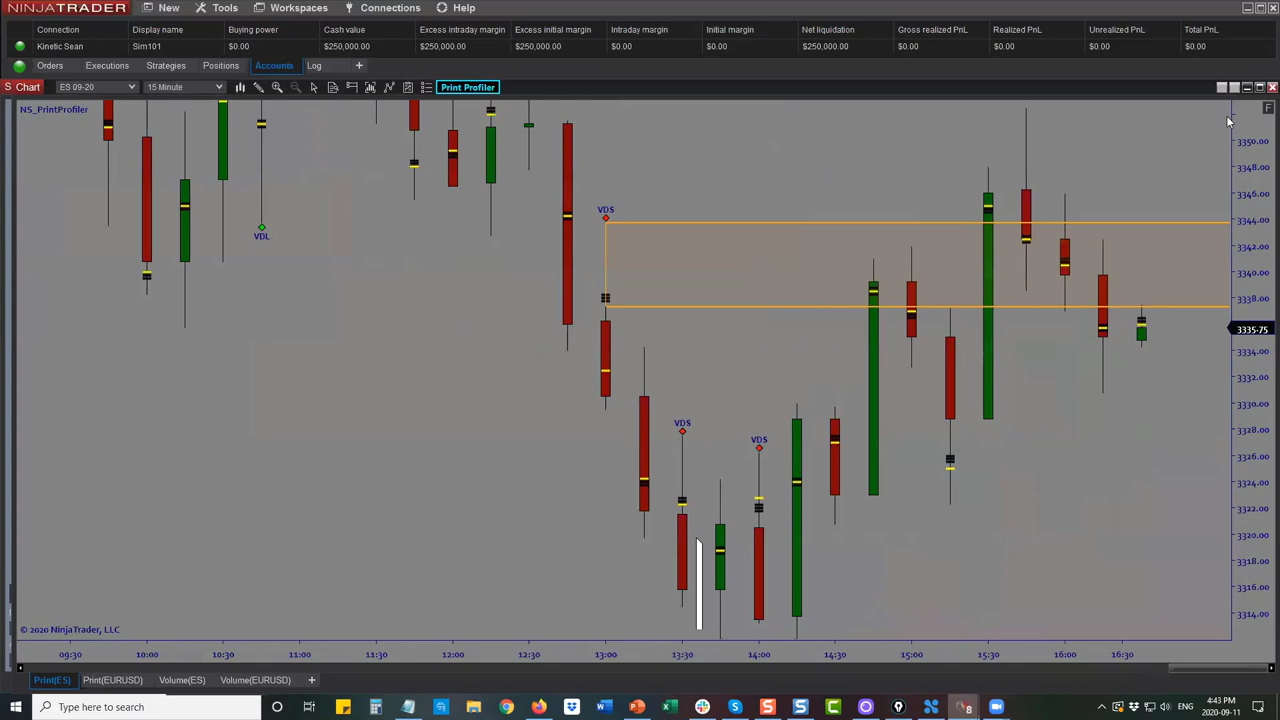 NINJATRADER New Tools Workspaces Connections Help
Connection Display name Buying power Cash value Excess intraday margin Excess initial margin Intraday margin Initial margin Net liquidation Gross realized PnL Realized PnL Unrealized PnL Total PnL
Kinetic Sean Sim101 $0.00 $250,000.00 $250,000.00 $250,000.00 $0.00 $0.00 $250,000.00 $0.00 $0.00 $0.00 $0.00
Orders Executions Strategies Positions Accounts Log +
S Chart ES 09-20 15 Minute Print Profiler
NS_PrintProfiler F
3350.00
3348.00
3346.00
VDS
3344.00
VDL
3342.00
3340.00
3338.00
3335.75
3334.00
3332.00
3330.00
VDS
3328.00
VDS
3326.00
3324.00
3322.00
3320.00
3318.00
3316.00
3314.00
© 2020 NinjaTrader, LLC
09:30 10:00 10:30 11:00 11:30 12:00 12:30 13:00 13:30 14:00 14:30 15:00 15:30 16:00 16:30
Print(ES) Print(EURUSD) Volume(ES) Volume(EURUSD) +
Type here to search
4:43 PM
ENG
2020-09-11